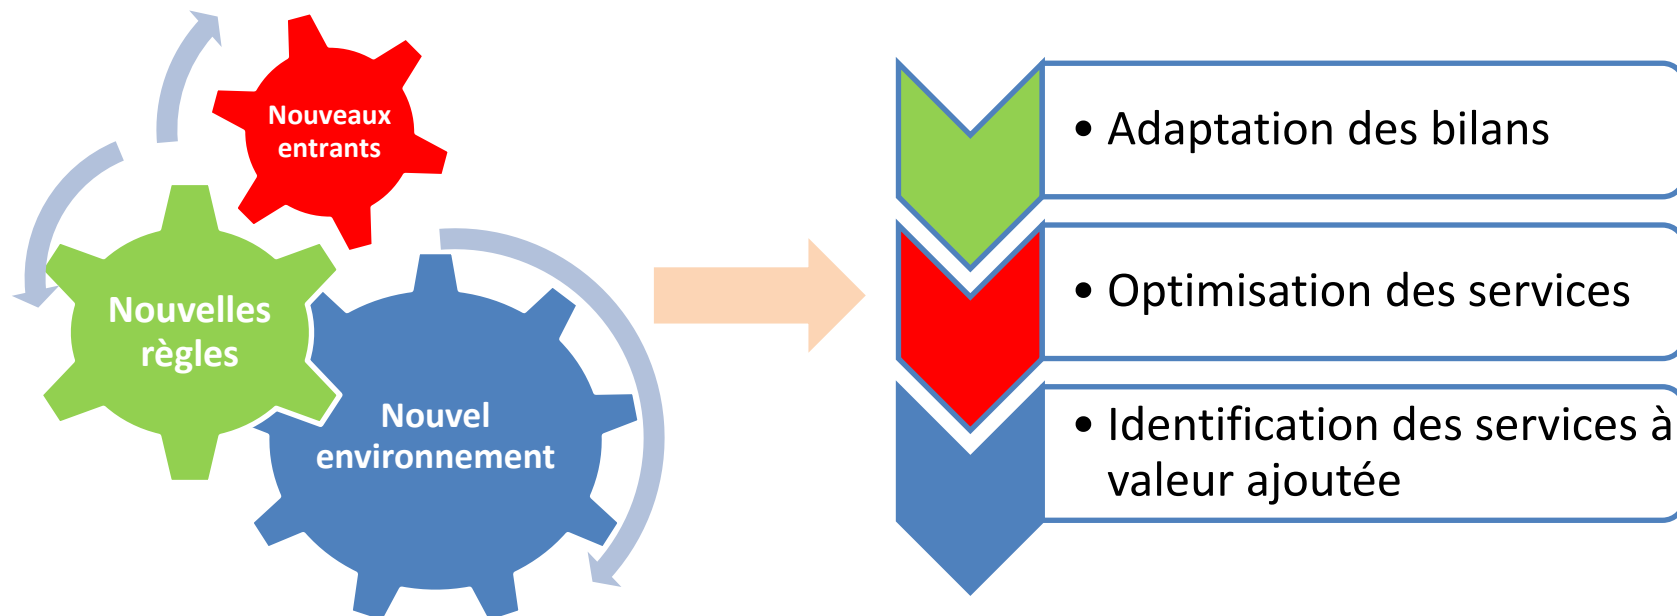 Nouveaux
entrants
Nouvelles
règles
Nouvel
environnement
• Adaptation des bilans
• Optimisation des services
• Identification des services à
valeur ajoutée